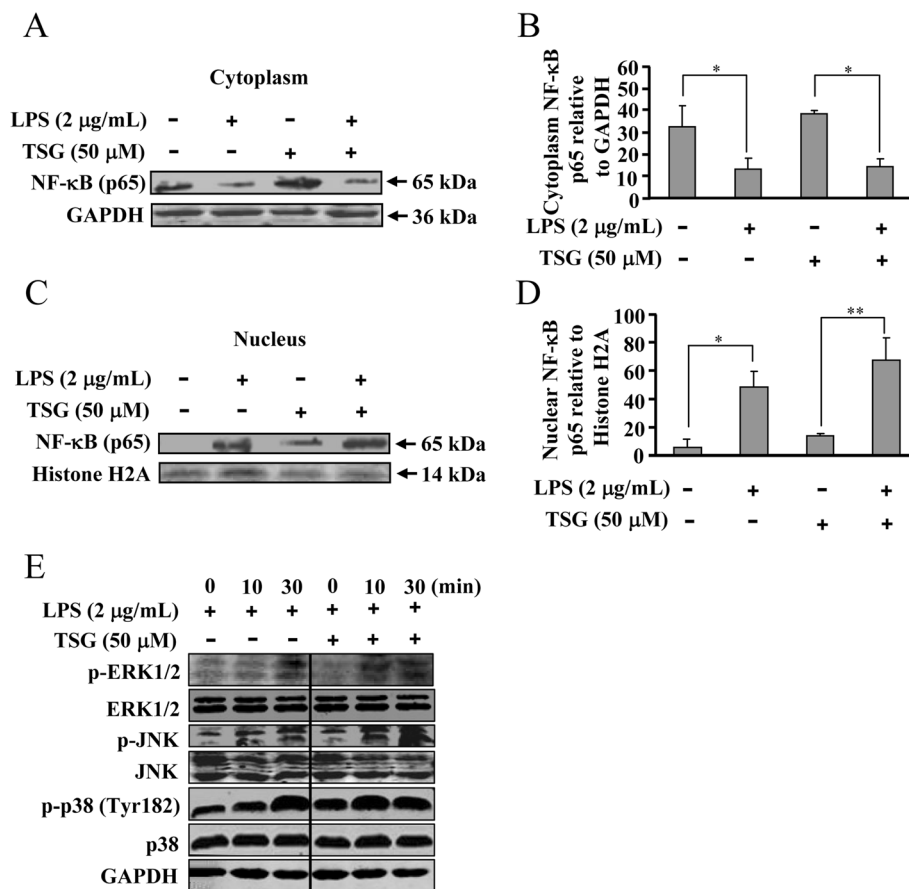 A
Cytoplasm
LPS (2 μg/mL) - + - +
TSG (50 μM) - - + +
NF-κB (p65) 65 kDa
GAPDH 36 kDa
B
Cytoplasm NF-κB
p65 relative
to GAPDH
60
50
40
30
20
10
0
* *
LPS (2 μg/mL) - + - +
TSG (50 μM) - - + +
C
Nucleus
LPS (2 μg/mL) - + - +
TSG (50 μM) - - + +
NF-κB (p65) 65 kDa
Histone H2A 14 kDa
D
Nuclear NF-κB
p65 relative to
Histone H2A
100
80
60
40
20
0
* **
LPS (2 μg/mL) - + - +
TSG (50 μM) - - + +
E
0 10 30 0 10 30 (min)
LPS (2 μg/mL) + + + + + +
TSG (50 μM) - - - + + +
p-ERK1/2
ERK1/2
p-JNK
JNK
p-p38 (Tyr182)
p38
GAPDH